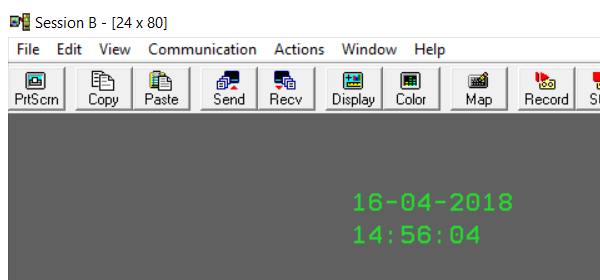 Session B - [24 x 80]
File Edit View Communication Actions Window Help
PrtScrn Copy Paste Send Recv Display Color Map Record
16-04-2018
14:56:04